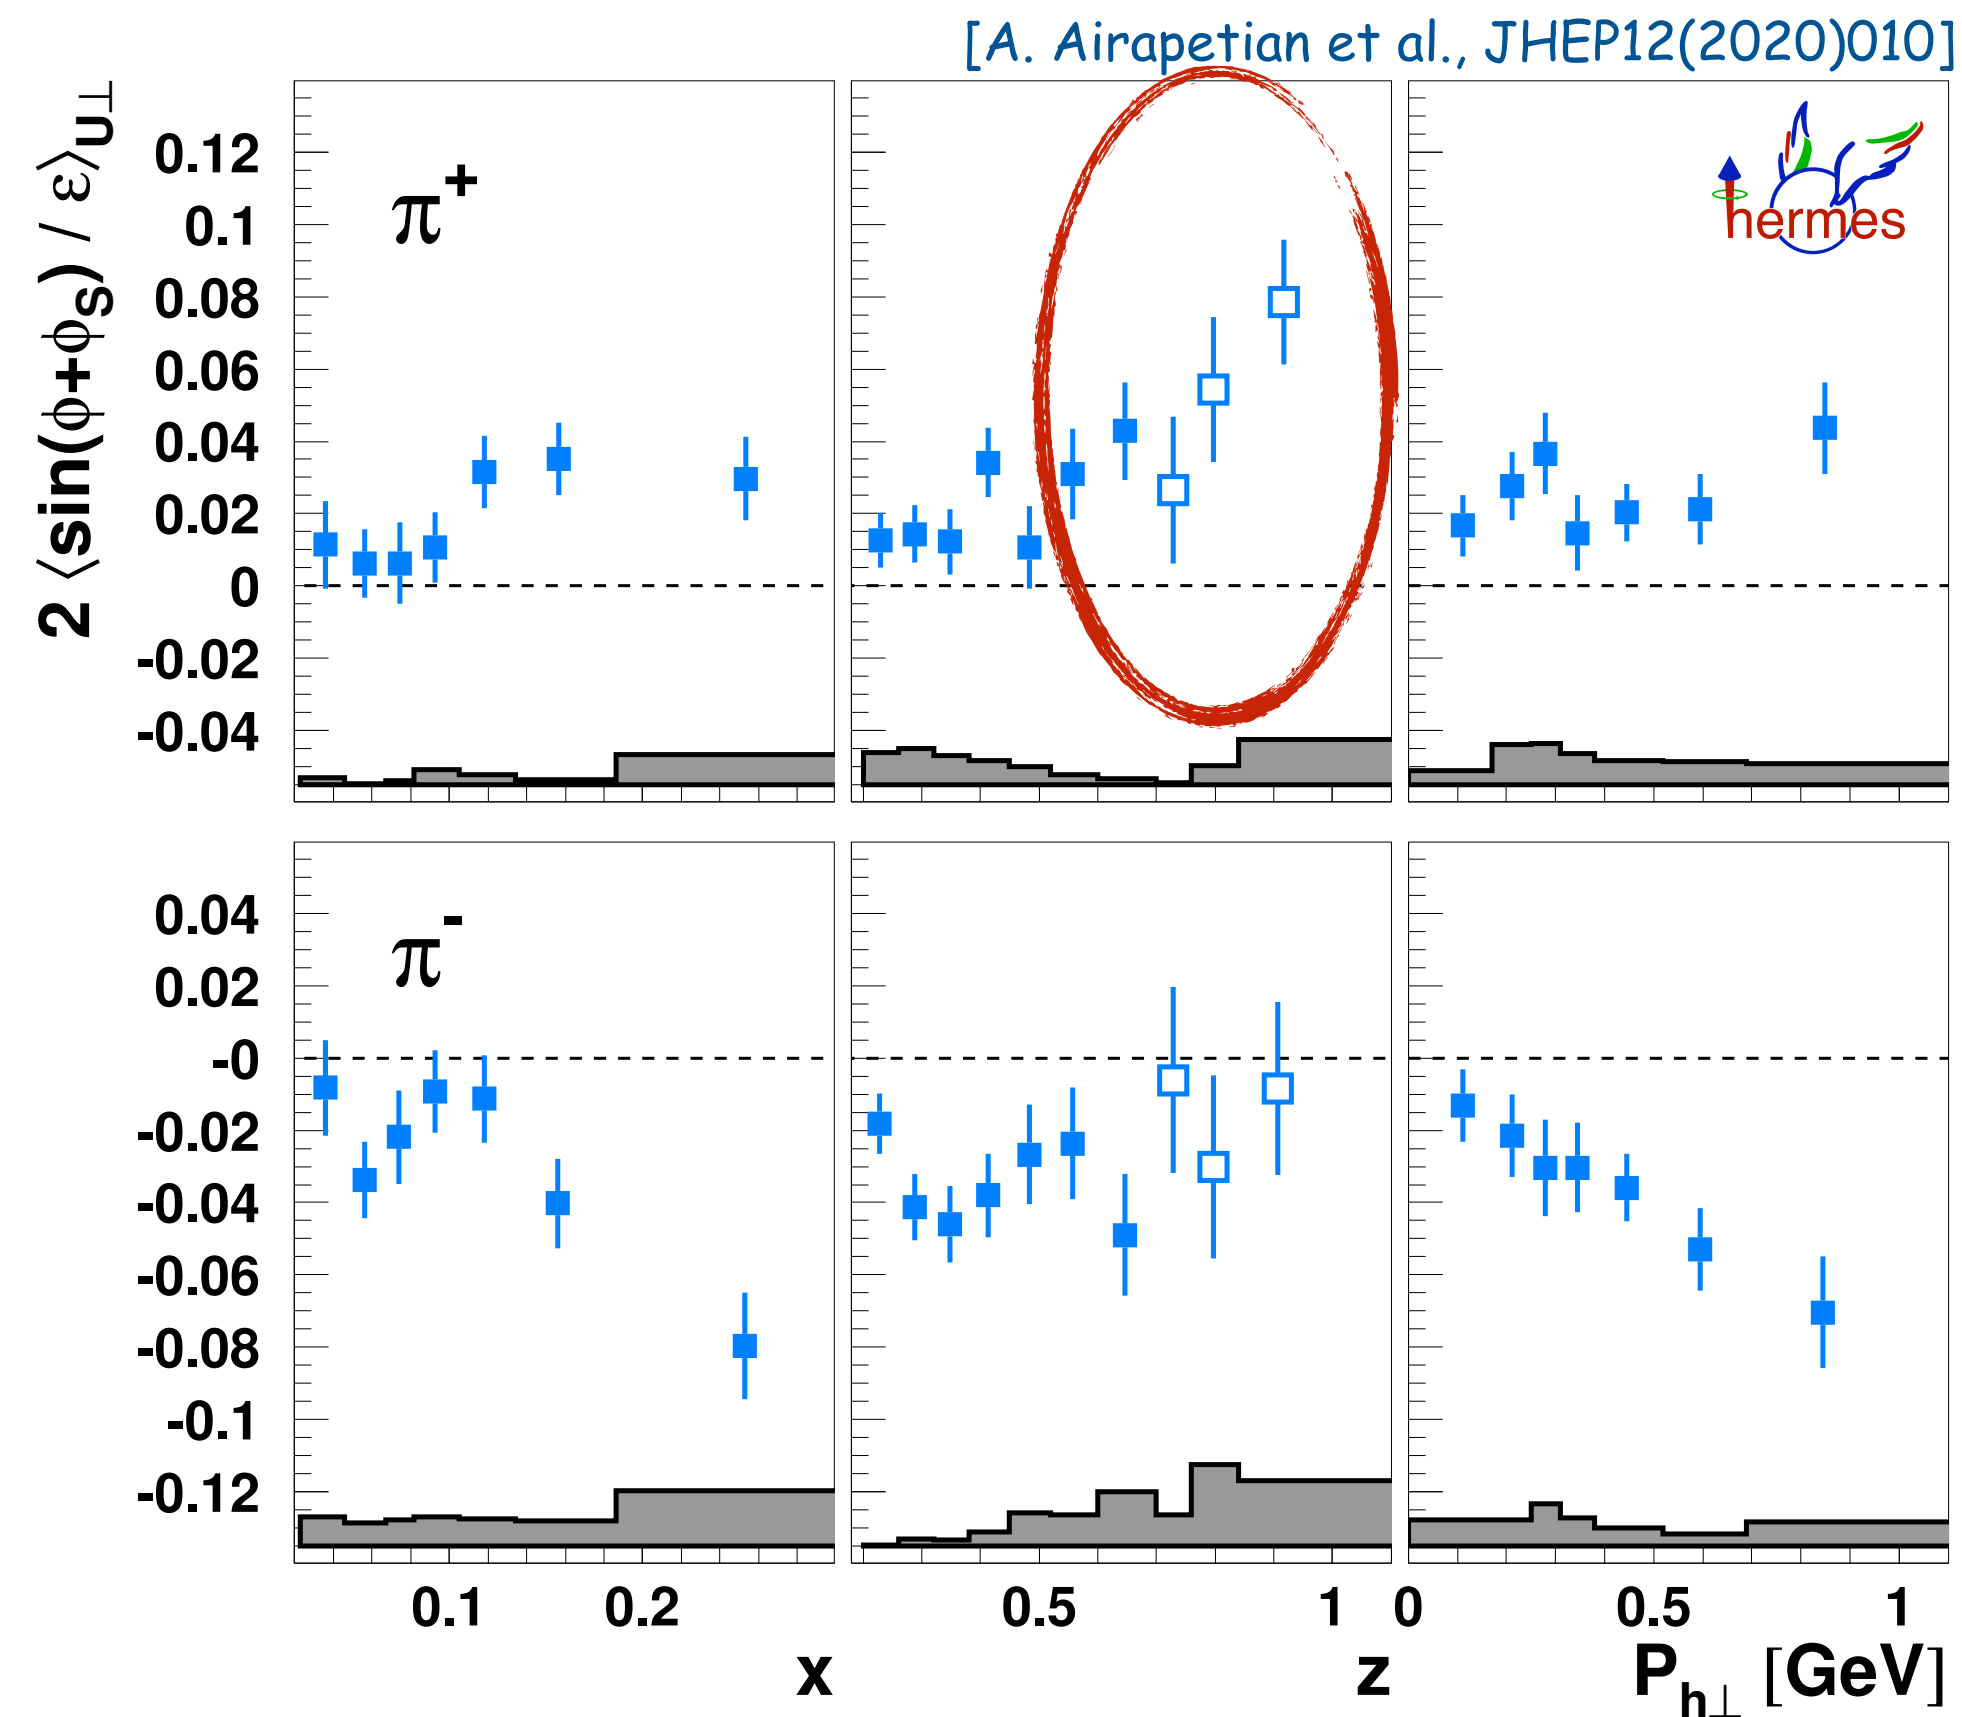 [A. Airapetian et al., JHEP12(2020)010]
2 ⟨sin(ϕ+ϕS) / ε⟩U⊥
π+
hermes
0.12
0.1
0.08
0.06
0.04
0.02
0
-0.02
-0.04
π-
0.04
0.02
-0
-0.02
-0.04
-0.06
-0.08
-0.1
-0.12
0.1 0.2 0.5 1 0 0.5 1
x z Ph⊥ [GeV]